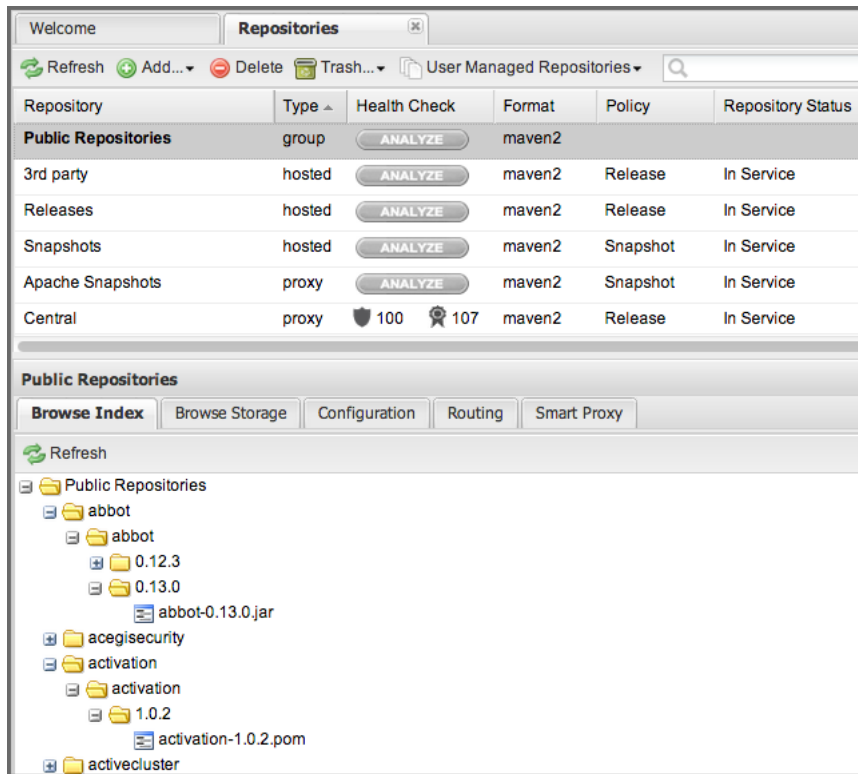 Welcome Repositories
Refresh Add... Delete Trash... User Managed Repositories
Repository Type Health Check Format Policy Repository Status
Public Repositories group ANALYZE maven2
3rd party hosted ANALYZE maven2 Release In Service
Releases hosted ANALYZE maven2 Release In Service
Snapshots hosted ANALYZE maven2 Snapshot In Service
Apache Snapshots proxy ANALYZE maven2 Snapshot In Service
Central proxy 100 107 maven2 Release In Service
Public Repositories
Browse Index Browse Storage Configuration Routing Smart Proxy
Refresh
Public Repositories
abbot
abbot
0.12.3
0.13.0
abbot-0.13.0.jar
acegisecurity
activation
activation
1.0.2
activation-1.0.2.pom
activecluster